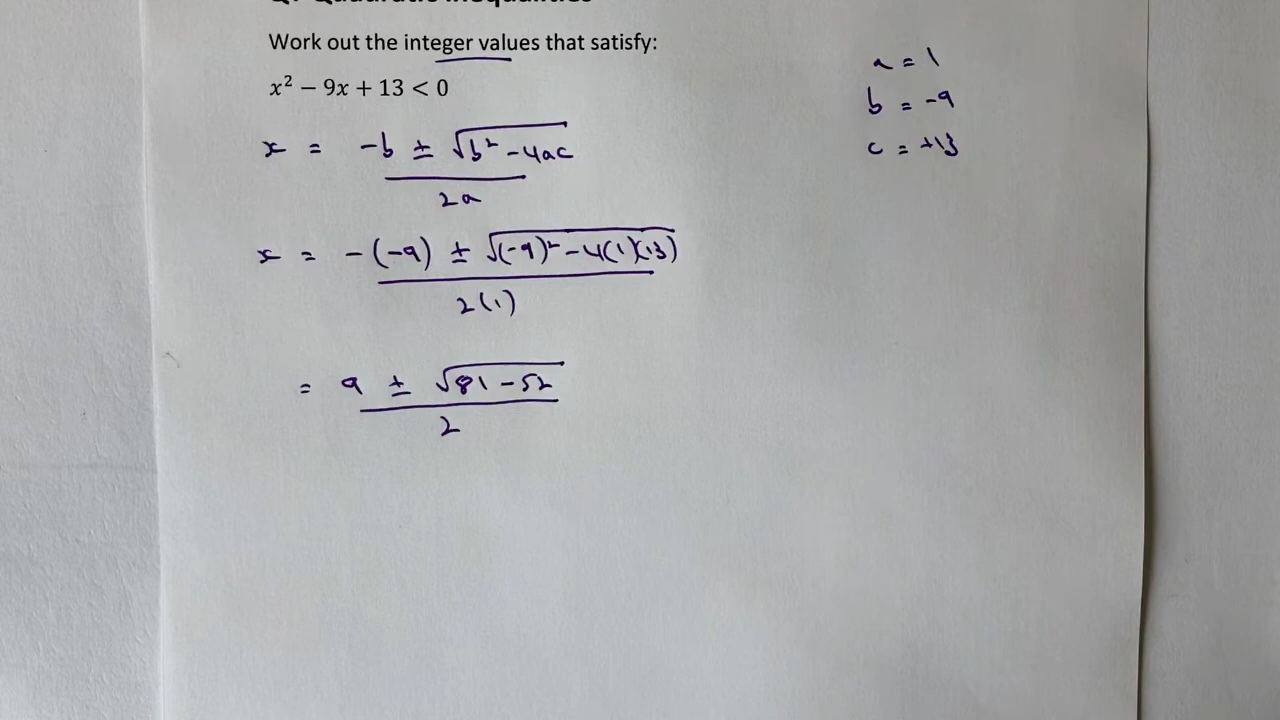 Work out the integer values that satisfy:
x² − 9x + 13 < 0
a = 1
b = -9
c = +13
x = -b ± √(b² - 4ac) / 2a
x = -(-9) ± √((-9)² - 4(1)(13)) / 2(1)
= 9 ± √(81 - 52) / 2